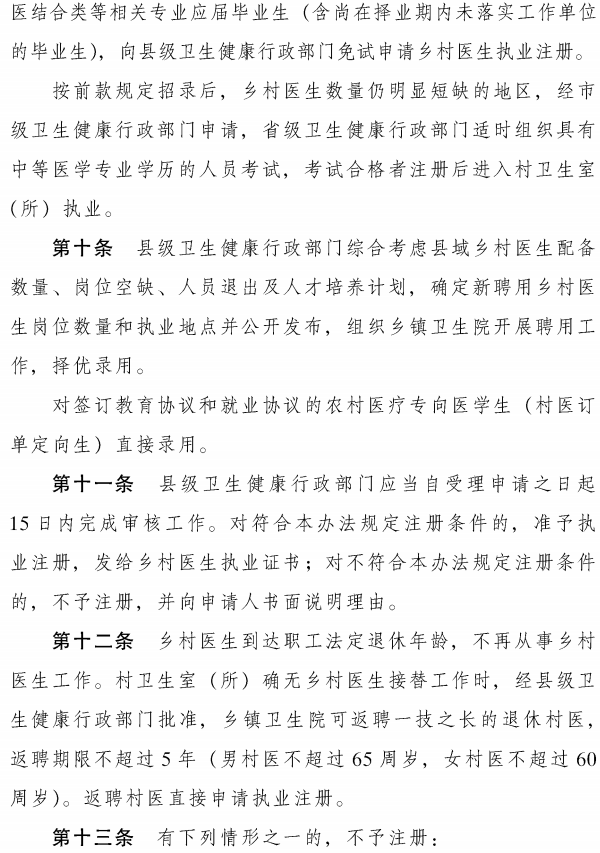 医结合类等相关专业应届毕业生（含尚在择业期内未落实工作单位
的毕业生），向县级卫生健康行政部门免试申请乡村医生执业注册。
按前款规定招录后，乡村医生数量仍明显短缺的地区，经市
级卫生健康行政部门申请，省级卫生健康行政部门适时组织具有
中等医学专业学历的人员考试，考试合格者注册后进入村卫生室
（所）执业。
第十条　县级卫生健康行政部门综合考虑县域乡村医生配备
数量、岗位空缺、人员退出及人才培养计划，确定新聘用乡村医
生岗位数量和执业地点并公开发布，组织乡镇卫生院开展聘用工
作，择优录用。
对签订教育协议和就业协议的农村医疗专向医学生（村医订
单定向生）直接录用。
第十一条　县级卫生健康行政部门应当自受理申请之日起
15 日内完成审核工作。对符合本办法规定注册条件的，准予执
业注册，发给乡村医生执业证书；对不符合本办法规定注册条件
的，不予注册，并向申请人书面说明理由。
第十二条　乡村医生到达职工法定退休年龄，不再从事乡村
医生工作。村卫生室（所）确无乡村医生接替工作时，经县级卫
生健康行政部门批准，乡镇卫生院可返聘一技之长的退休村医，
返聘期限不超过 5 年（男村医不超过 65 周岁，女村医不超过 60
周岁）。返聘村医直接申请执业注册。
第十三条　有下列情形之一的，不予注册：